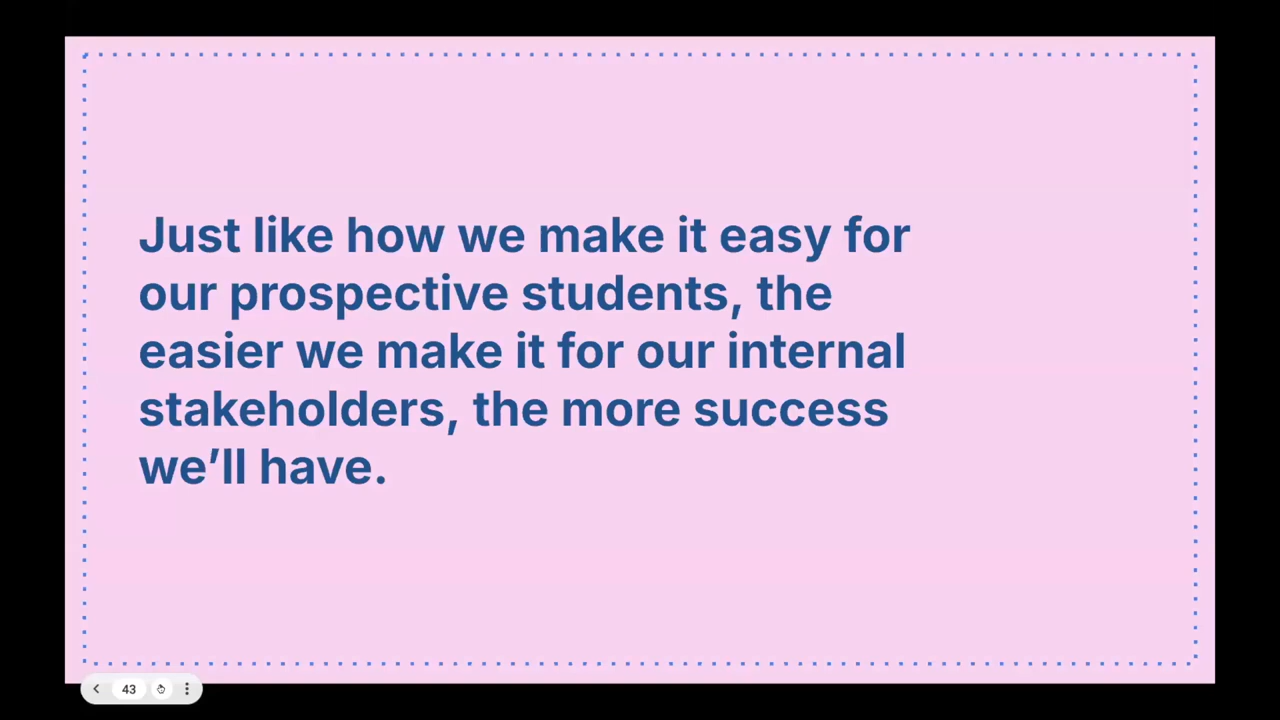 Just like how we make it easy for
our prospective students, the
easier we make it for our internal
stakeholders, the more success
we’ll have.
43